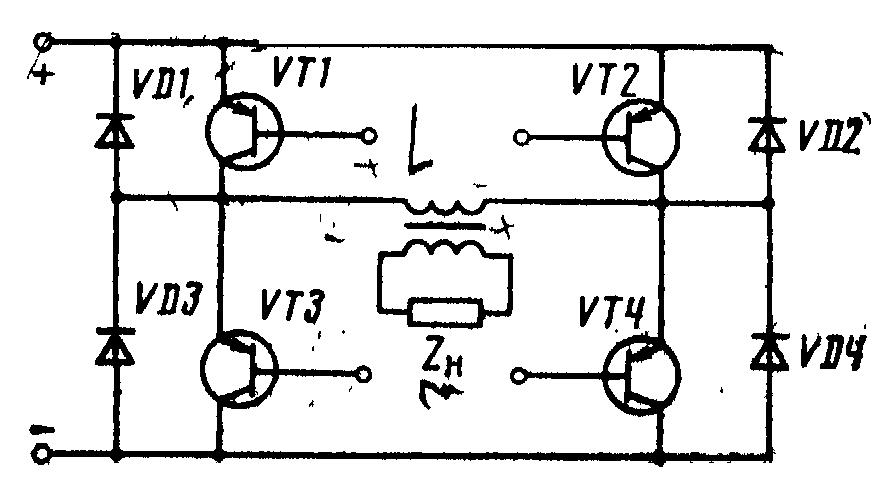 +
VD1
VT1
VT2
VD2
L
+
+
VD3
VT3
VT4
VD4
Zн
−